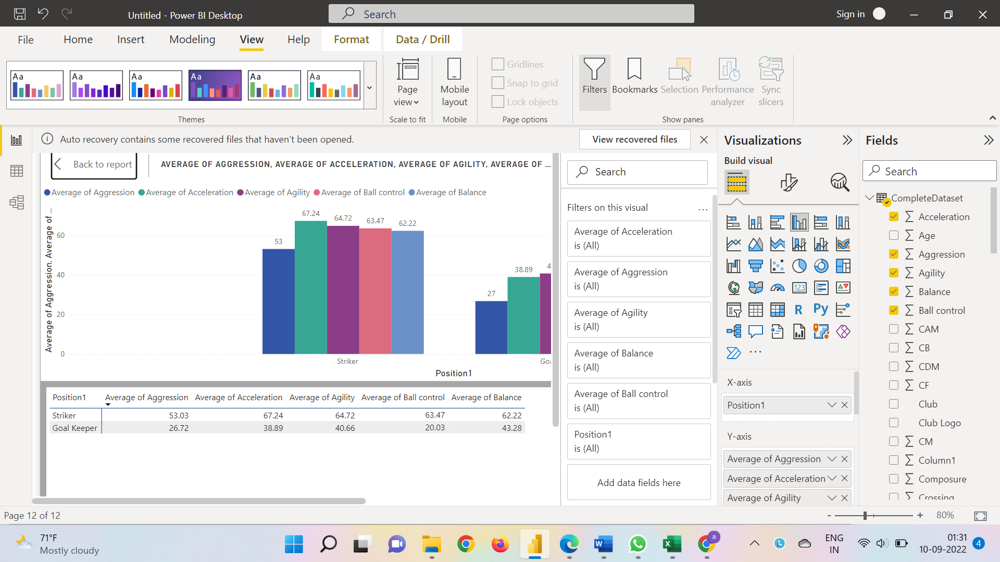 Untitled - Power BI Desktop
Search
Sign in
File Home Insert Modeling View Help Format Data / Drill
Aa Aa Aa Aa Aa Aa
Themes
Page view
Scale to fit
Mobile layout
Mobile
Gridlines
Snap to grid
Lock objects
Page options
Filters Bookmarks Selection Performance analyzer Sync slicers
Show panes
Auto recovery contains some recovered files that haven't been opened.
View recovered files
Back to report
AVERAGE OF AGGRESSION, AVERAGE OF ACCELERATION, AVERAGE OF AGILITY, AVERAGE OF ...
Average of Aggression Average of Acceleration Average of Agility Average of Ball control Average of Balance
Average of Aggression, Average of ...
60
40
20
0
53
67.24
64.72
63.47
62.22
27
38.89
4
Striker
Goa
Position1
Position1 Average of Aggression Average of Acceleration Average of Agility Average of Ball control Average of Balance
Striker 53.03 67.24 64.72 63.47 62.22
Goal Keeper 26.72 38.89 40.66 20.03 43.28
Search
Filters on this visual ...
Average of Acceleration
is (All)
Average of Aggression
is (All)
Average of Agility
is (All)
Average of Balance
is (All)
Average of Ball control
is (All)
Position1
is (All)
Add data fields here
Visualizations
Build visual
123
R Py
...
X-axis
Position1
Y-axis
Average of Aggression
Average of Acceleration
Average of Agility
Fields
Search
CompleteDataset
Acceleration
Age
Aggression
Agility
Balance
Ball control
CAM
CB
CDM
CF
Club
Club Logo
CM
Column1
Composure
Crossing
Page 12 of 12
- + 80%
71°F
Mostly cloudy
W
X
a
L
ENG
IN
01:31
10-09-2022
4